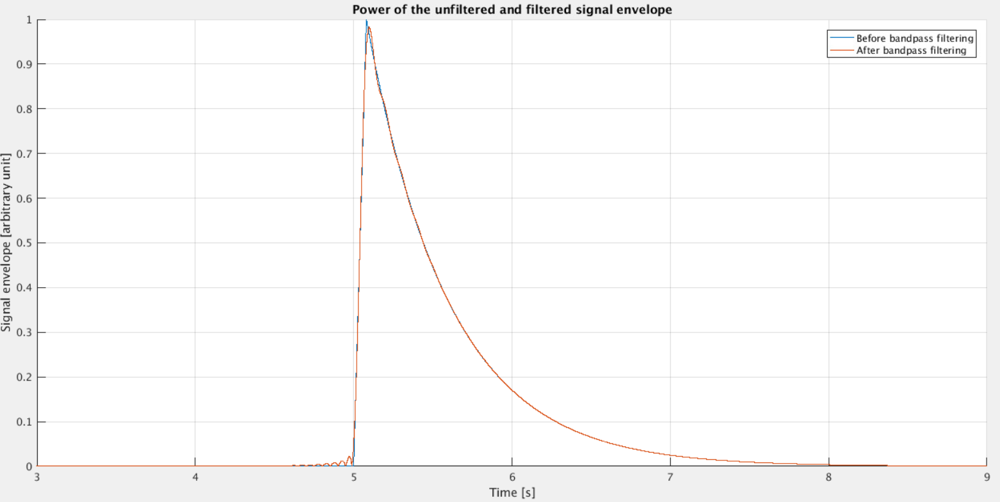 Power of the unfiltered and filtered signal envelope
Before bandpass filtering
After bandpass filtering
Signal envelope [arbitrary unit]
1
0.9
0.8
0.7
0.6
0.5
0.4
0.3
0.2
0.1
0
3 4 5 6 7 8 9
Time [s]